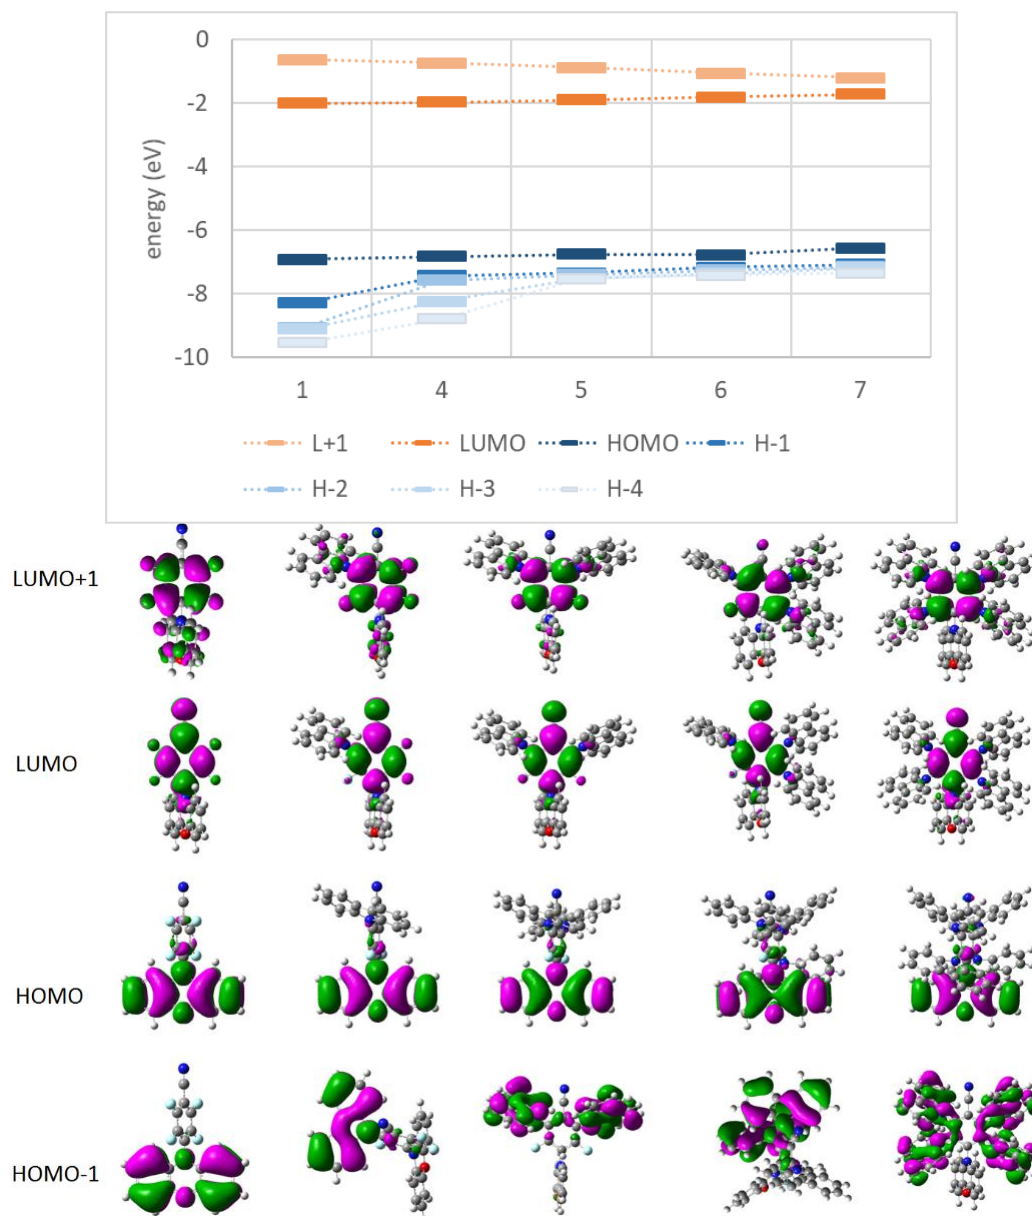 0
-2
-4
-6
-8
-10
energy (eV)
1 4 5 6 7
L+1 LUMO HOMO H-1
H-2 H-3 H-4
LUMO+1
LUMO
HOMO
HOMO-1